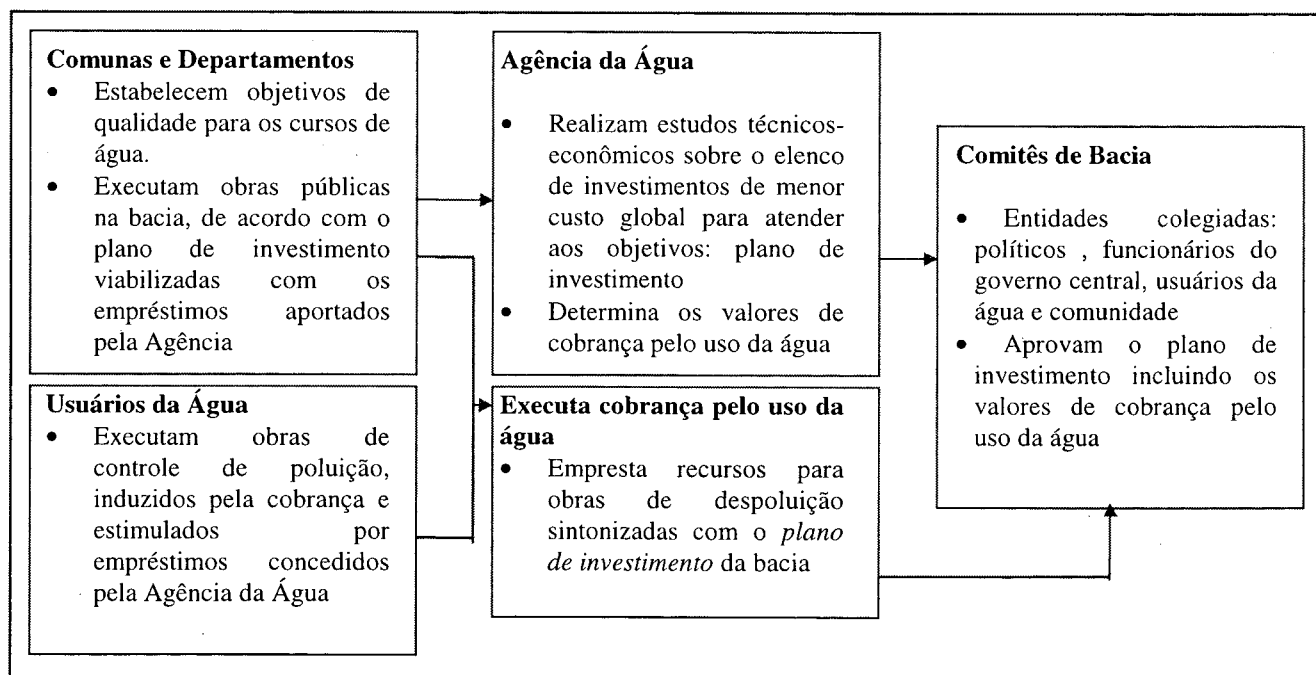 Comunas e Departamentos
• Estabelecem objetivos de
qualidade para os cursos de
água.
• Executam obras públicas
na bacia, de acordo com o
plano de investimento
viabilizadas com os
empréstimos aportados
pela Agência
Usuários da Água
• Executam obras de
controle de poluição,
induzidos pela cobrança e
estimulados por
empréstimos concedidos
pela Agência da Água
Agência da Água
• Realizam estudos técnicos-
econômicos sobre o elenco
de investimentos de menor
custo global para atender
aos objetivos: plano de
investimento
• Determina os valores de
cobrança pelo uso da água
Executa cobrança pelo uso da
água
• Empresta recursos para
obras de despoluição
sintonizadas com o plano
de investimento da bacia
Comitês de Bacia
• Entidades colegiadas:
políticos , funcionários do
governo central, usuários da
água e comunidade
• Aprovam o plano de
investimento incluindo os
valores de cobrança pelo
uso da água